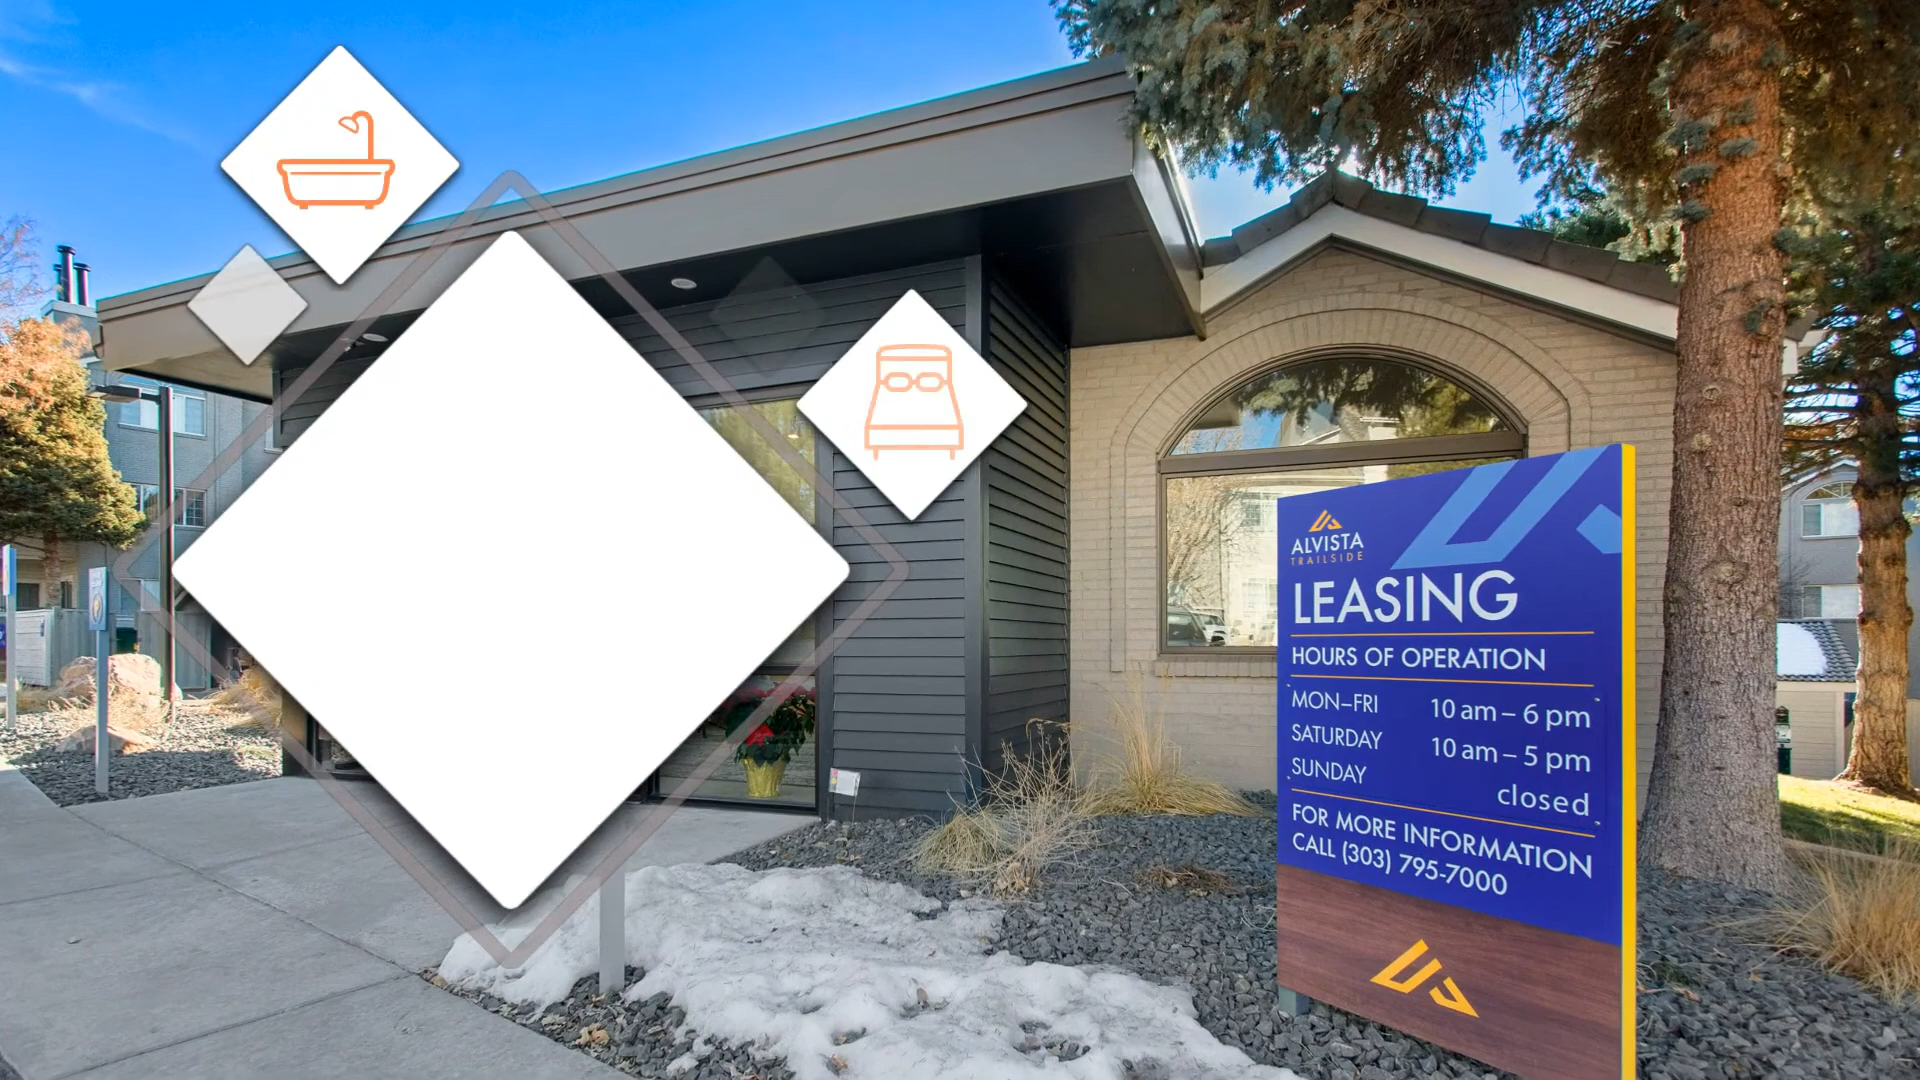 ALVISTA
TRAILSIDE
LEASING
HOURS OF OPERATION
MON–FRI 10 am – 6 pm
SATURDAY 10 am – 5 pm
SUNDAY closed
FOR MORE INFORMATION
CALL (303) 795-7000